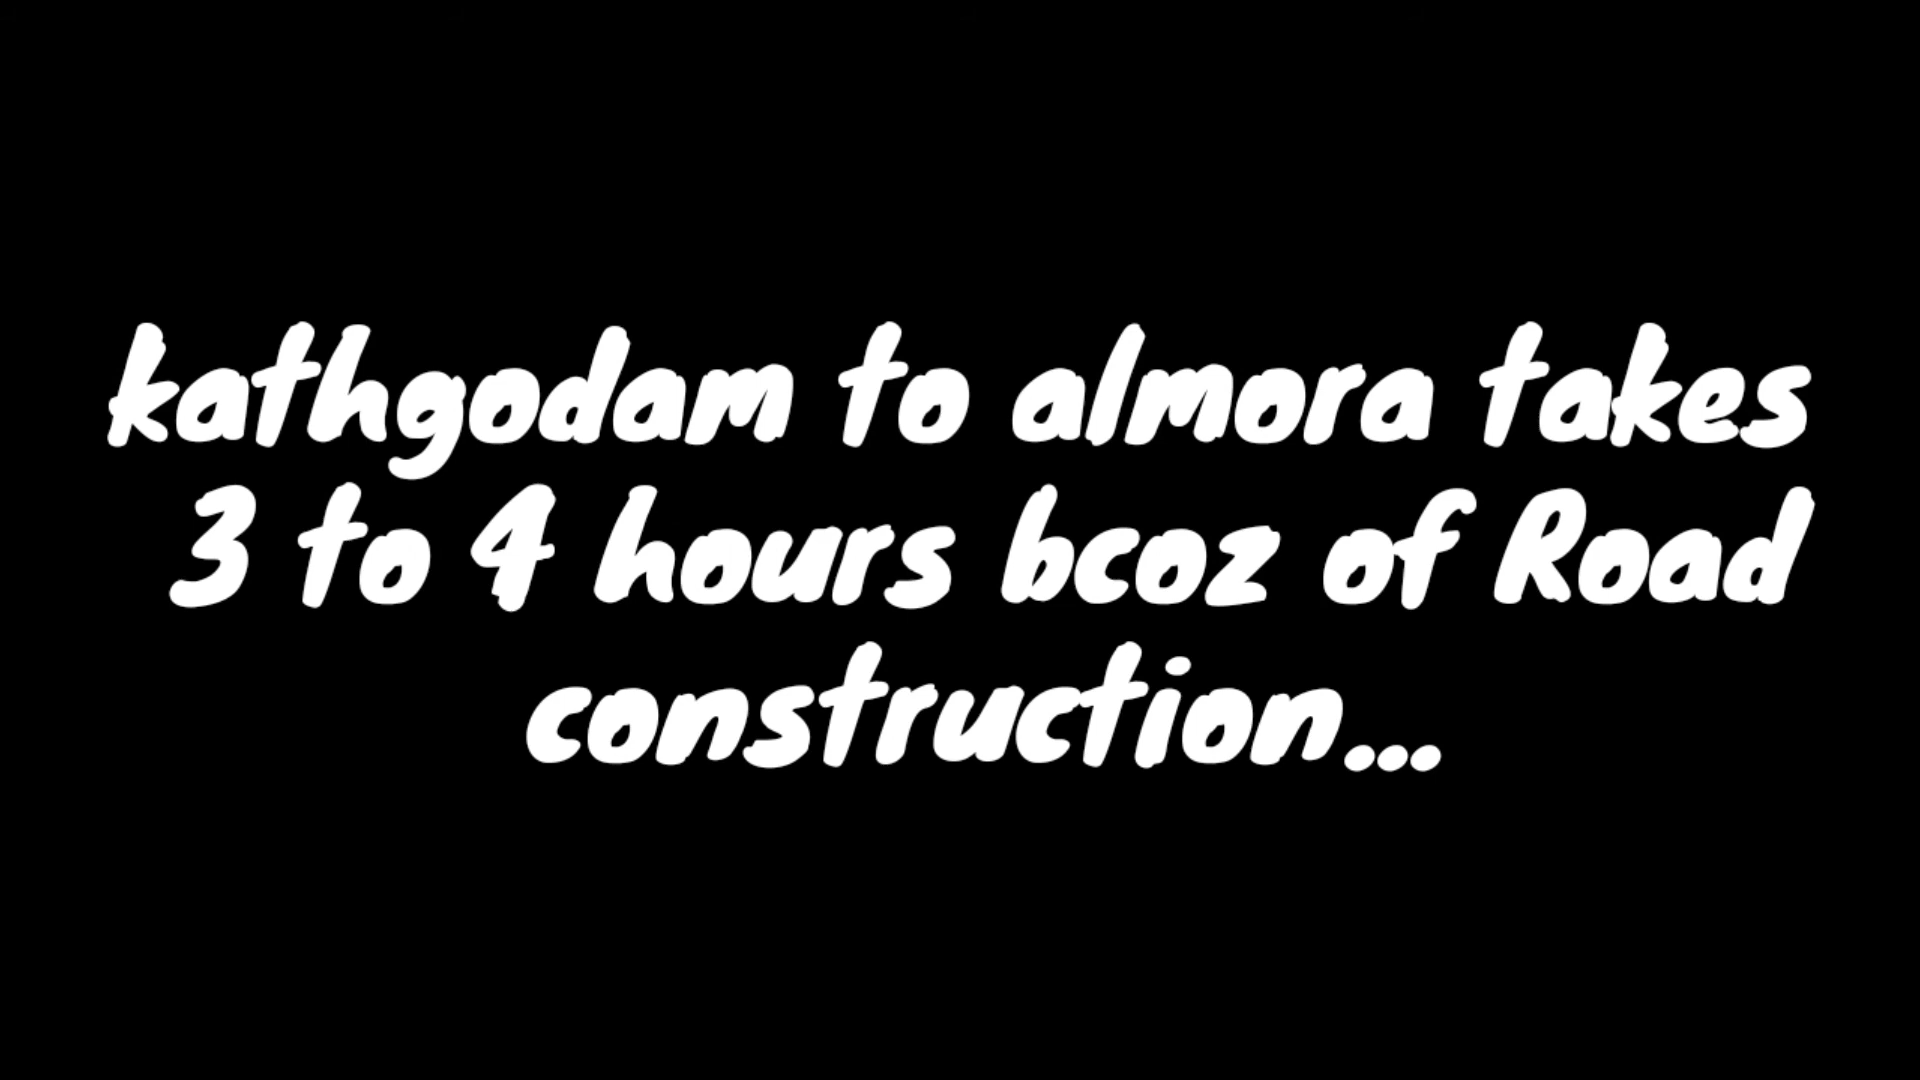 kathgodam to almora takes
3 to 4 hours bcoz of Road
construction...